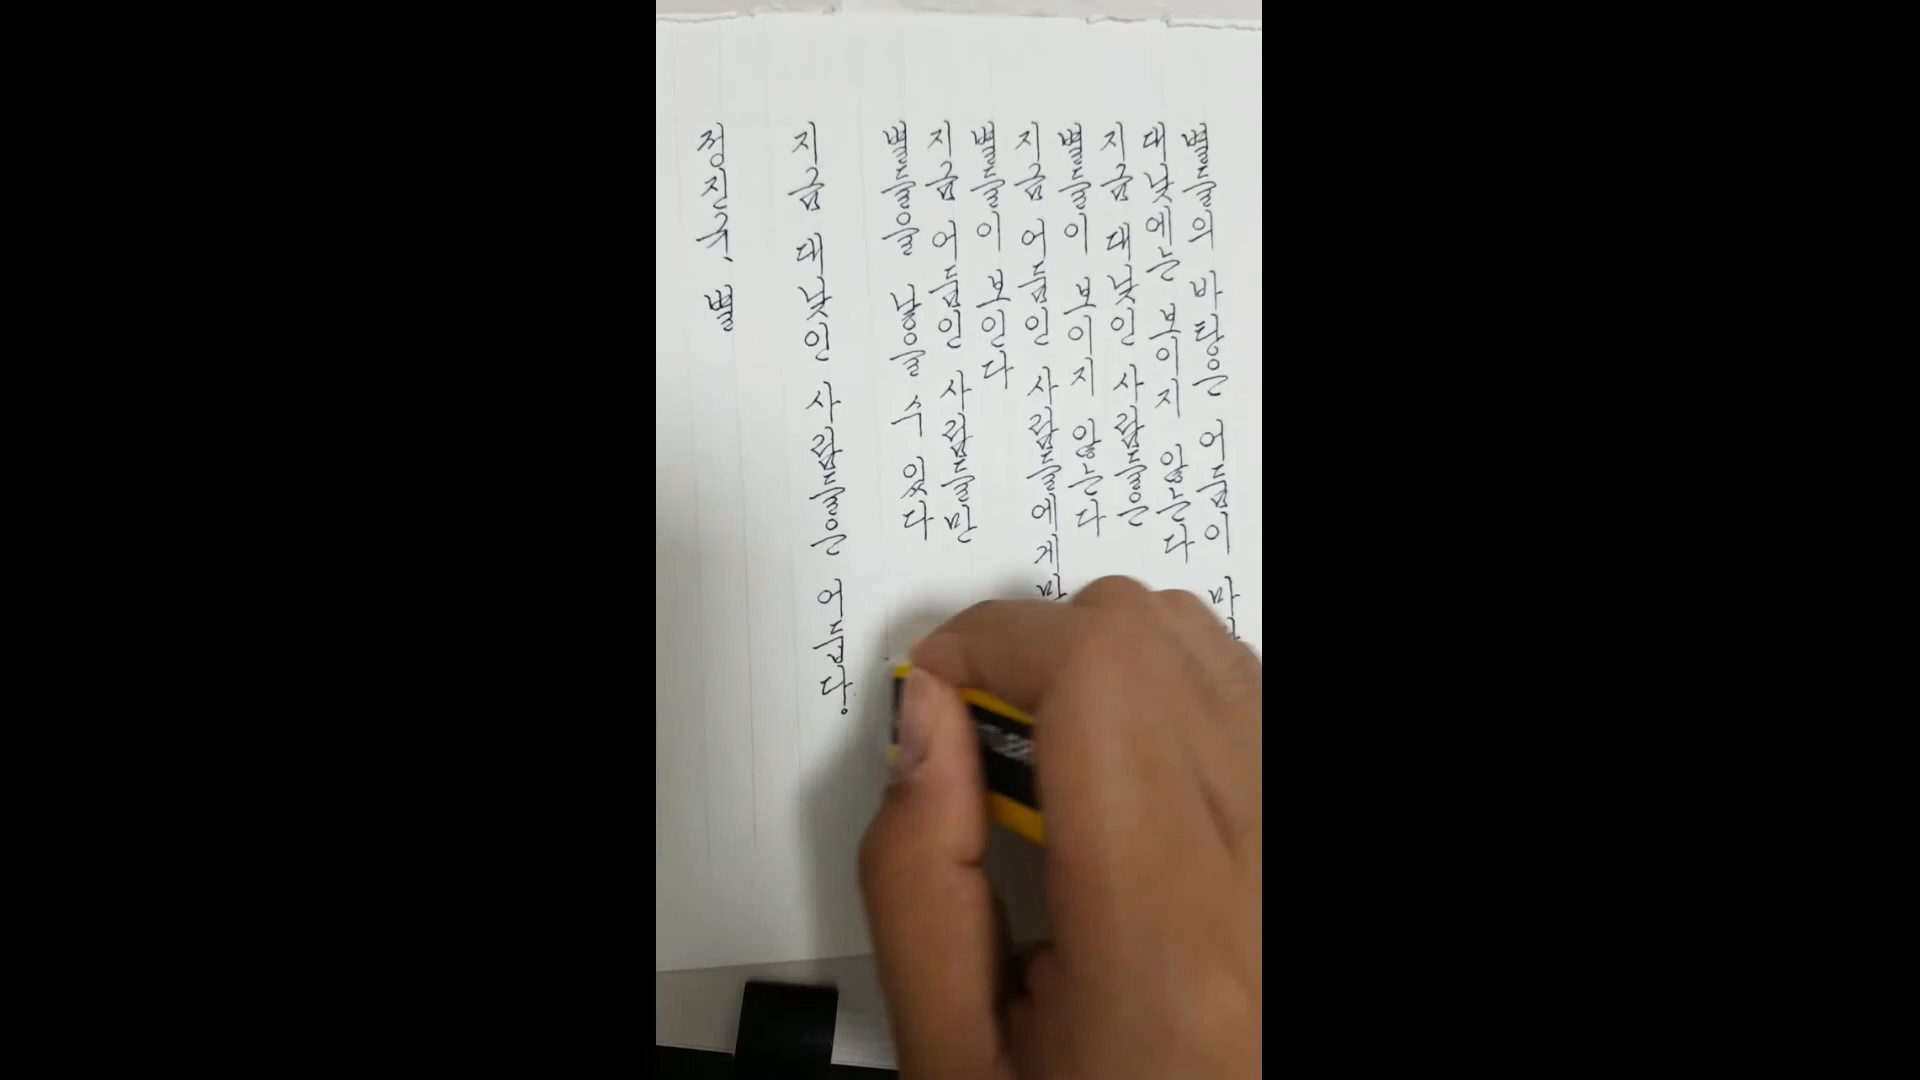 별들의 바탕은 어둠이
대낮에는 보이지 않는다
지금 대낮인 사람들은
별들이 보이지 않는다
지금 어둠인 사람들에게만
별들이 보인다
지금 어둠인 사람들만
별들을 낳을 수 있다
지금 대낮인 사람들은 어둡다.
정진규, 별